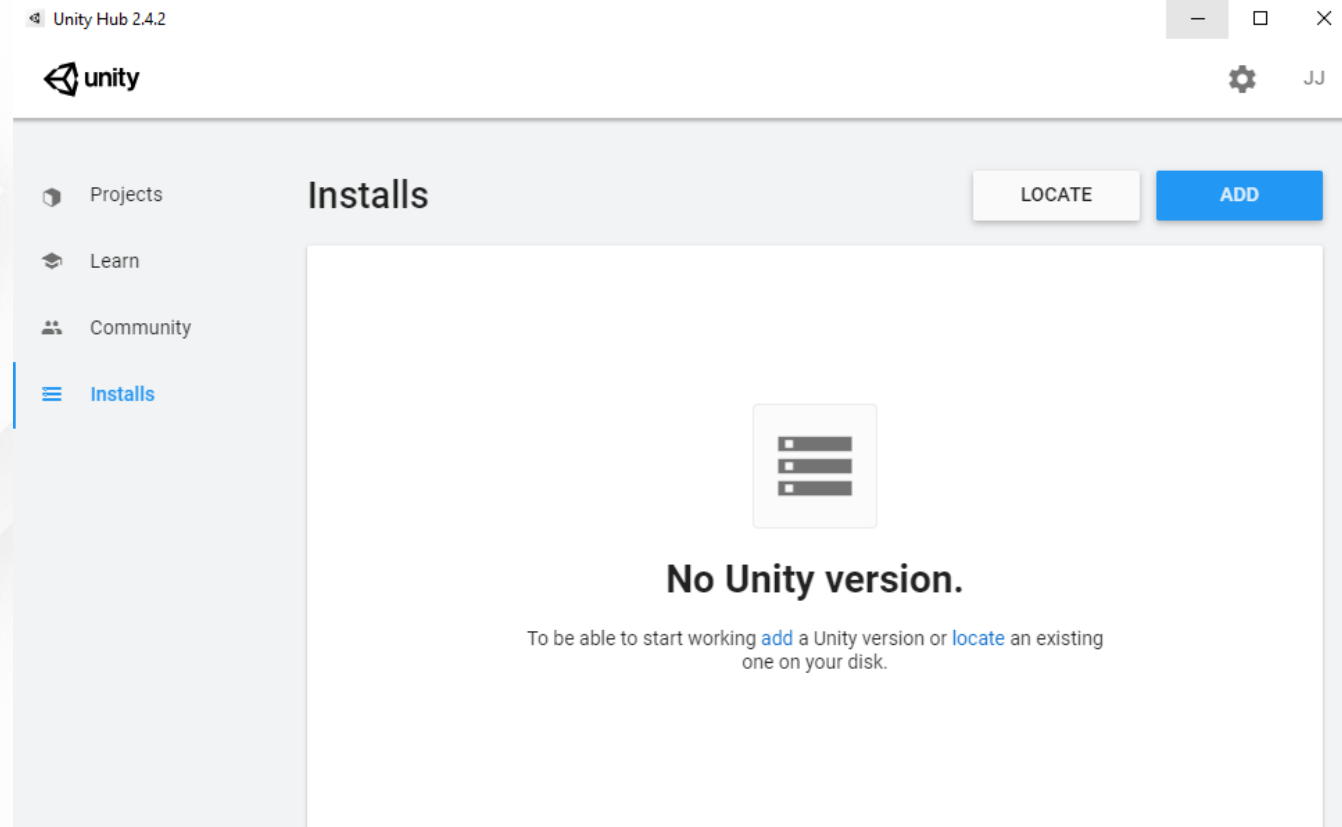 Unity Hub 2.4.2
unity
JJ
Projects
Learn
Community
Installs
Installs
LOCATE
ADD
No Unity version.
To be able to start working add a Unity version or locate an existing
one on your disk.